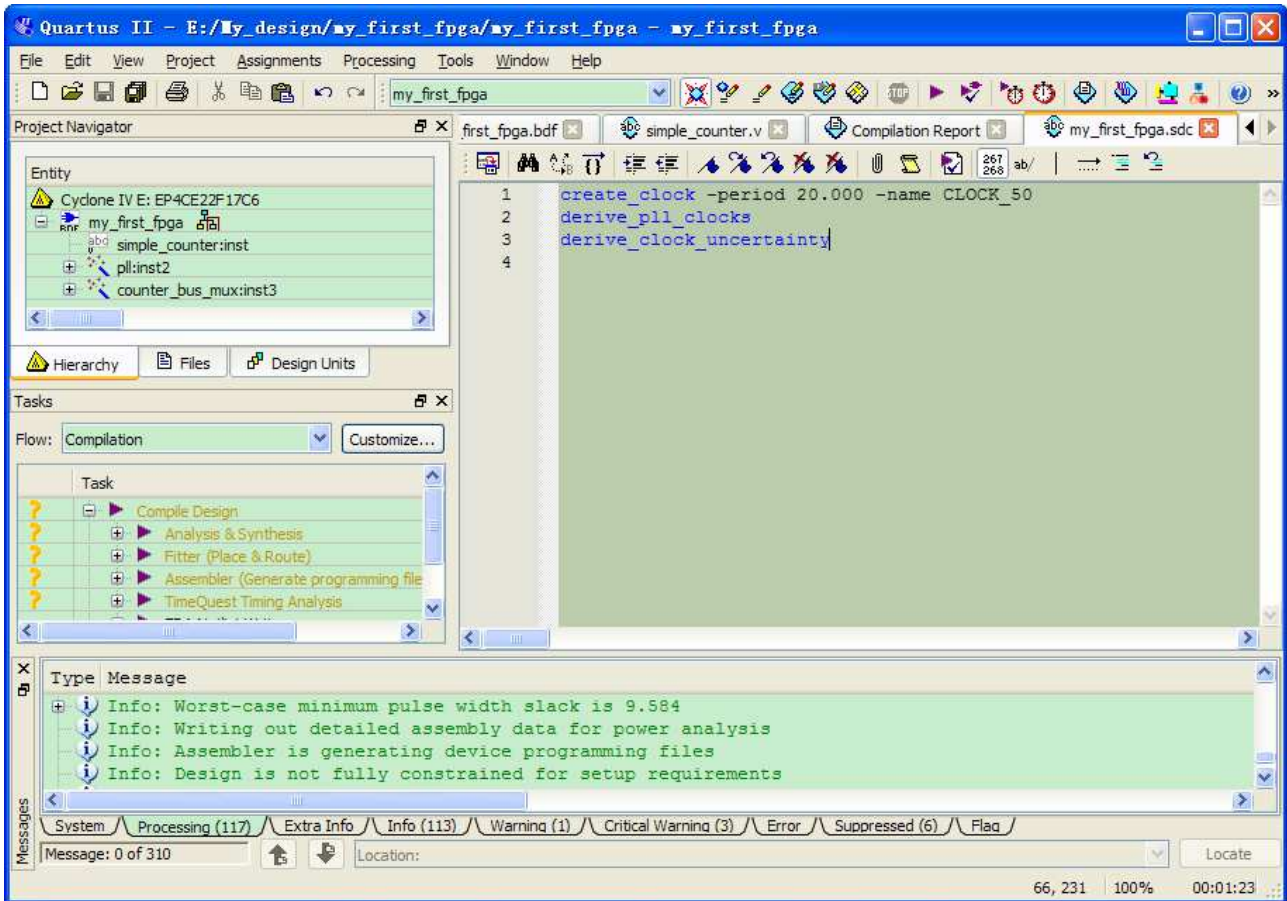 Quartus II - E:/My_design/my_first_fpga/my_first_fpga - my_first_fpga
File Edit View Project Assignments Processing Tools Window Help
my_first_fpga
Project Navigator
Entity
Cyclone IV E: EP4CE22F17C6
my_first_fpga
simple_counter:inst
pll:inst2
counter_bus_mux:inst3
Hierarchy Files Design Units
Tasks
Flow: Compilation Customize...
Task
Compile Design
Analysis & Synthesis
Fitter (Place & Route)
Assembler (Generate programming file
TimeQuest Timing Analysis
first_fpga.bdf simple_counter.v Compilation Report my_first_fpga.sdc
267 268 ab/
1 create_clock -period 20.000 -name CLOCK_50
2 derive_pll_clocks
3 derive_clock_uncertainty
4
Type Message
Info: Worst-case minimum pulse width slack is 9.584
Info: Writing out detailed assembly data for power analysis
Info: Assembler is generating device programming files
Info: Design is not fully constrained for setup requirements
System Processing (117) Extra Info Info (113) Warning (1) Critical Warning (3) Error Suppressed (6) Flag
Messages
Message: 0 of 310 Location: Locate
66, 231 100% 00:01:23